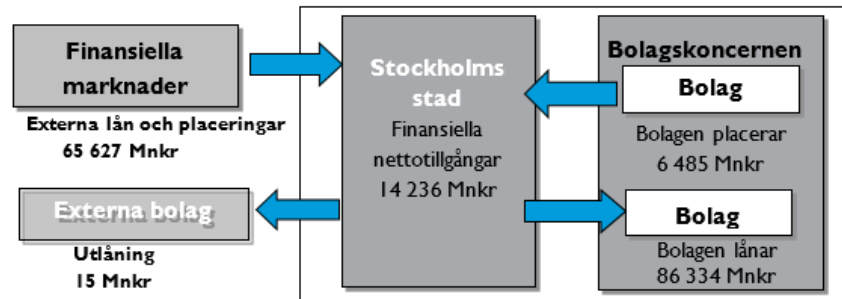 Finansiella
marknader
Externa lån och placeringar
65 627 Mnkr
Externa bolag
Utlåning
15 Mnkr
Stockholms
stad
Finansiella
nettotillgångar
14 236 Mnkr
Bolagskoncernen
Bolag
Bolagen placerar
6 485 Mnkr
Bolag
Bolagen lånar
86 334 Mnkr